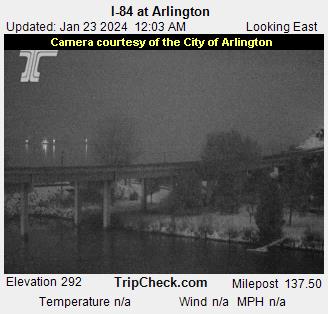 I-84 at Arlington
Updated: Jan 23 2024 12:03 AM Looking East
Camera courtesy of the City of Arlington
Elevation 292 TripCheck.com Milepost 137.50
Temperature n/a Wind n/a MPH n/a